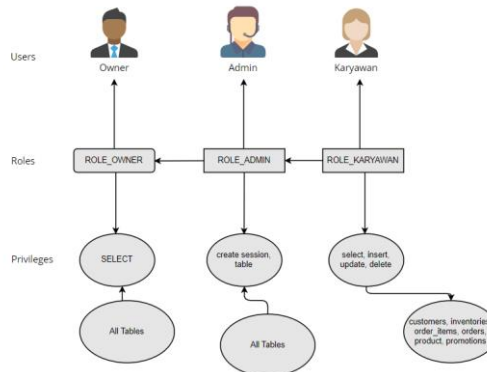 Users
Owner
Admin
Karyawan
Roles
ROLE_OWNER
ROLE_ADMIN
ROLE_KARYAWAN
Privileges
SELECT
create session,
table
select, insert,
update, delete
All Tables
All Tables
customers, inventories,
order_items, orders,
product, promotions